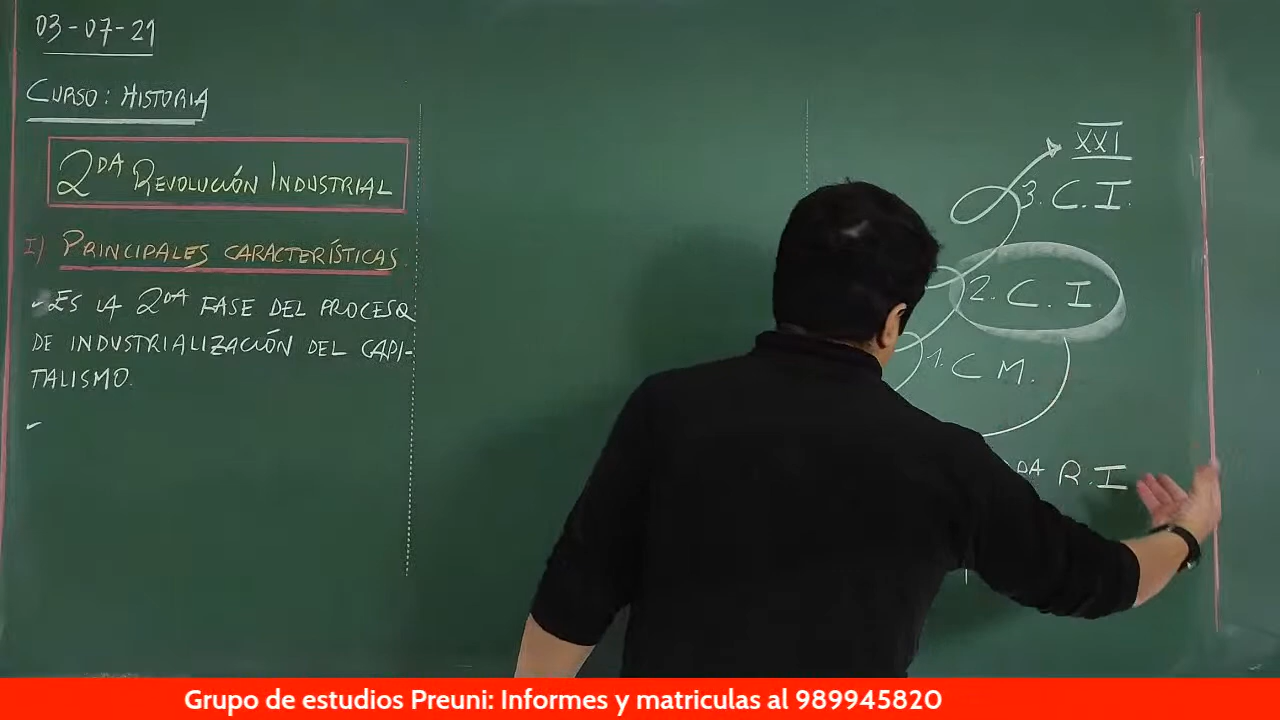 03-07-21
CURSO: HISTORIA
2DA REVOLUCIÓN INDUSTRIAL
I) PRINCIPALES CARACTERÍSTICAS.
ES LA 2DA FASE DEL PROCESO
DE INDUSTRIALIZACIÓN DEL CAPI-
TALISMO.
XXI
3. C. I.
2. C. I.
1. C M.
DA R. I
Grupo de estudios Preuni: Informes y matriculas al 989945820